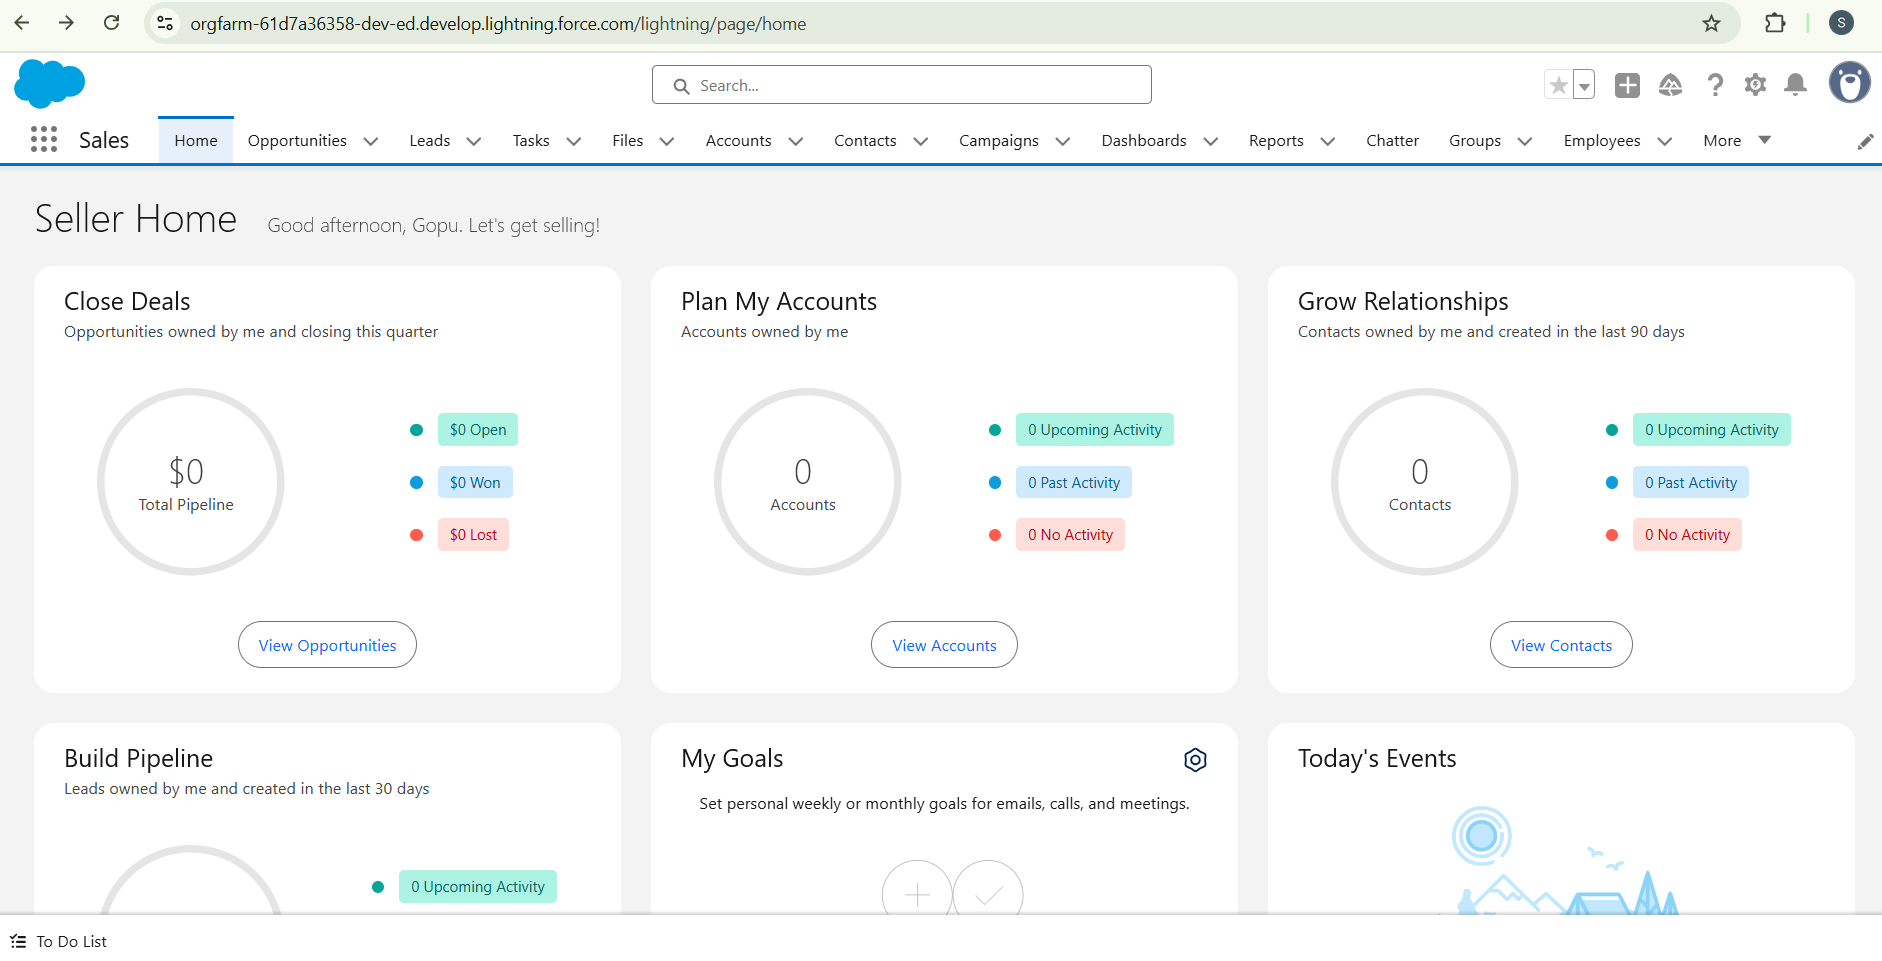 orgfarm-61d7a36358-dev-ed.develop.lightning.force.com/lightning/page/home
S
Search...
Sales
Home
Opportunities
Leads
Tasks
Files
Accounts
Contacts
Campaigns
Dashboards
Reports
Chatter
Groups
Employees
More
Seller Home
Good afternoon, Gopu. Let's get selling!
Close Deals
Opportunities owned by me and closing this quarter
$0
Total Pipeline
$0 Open
$0 Won
$0 Lost
View Opportunities
Plan My Accounts
Accounts owned by me
0
Accounts
0 Upcoming Activity
0 Past Activity
0 No Activity
View Accounts
Grow Relationships
Contacts owned by me and created in the last 90 days
0
Contacts
0 Upcoming Activity
0 Past Activity
0 No Activity
View Contacts
Build Pipeline
Leads owned by me and created in the last 30 days
0 Upcoming Activity
My Goals
Set personal weekly or monthly goals for emails, calls, and meetings.
Today's Events
To Do List